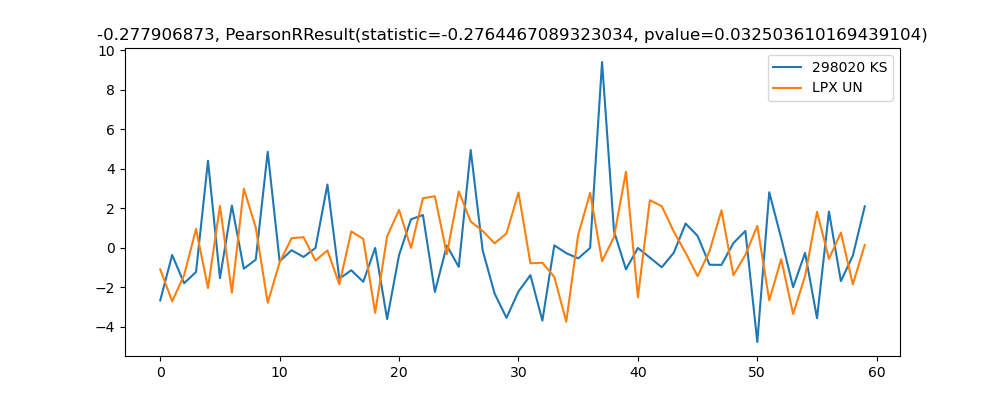 -0.277906873, PearsonRResult(statistic=-0.2764467089323034, pvalue=0.032503610169439104)
298020 KS
LPX UN
10
8
6
4
2
0
−2
−4
0 10 20 30 40 50 60